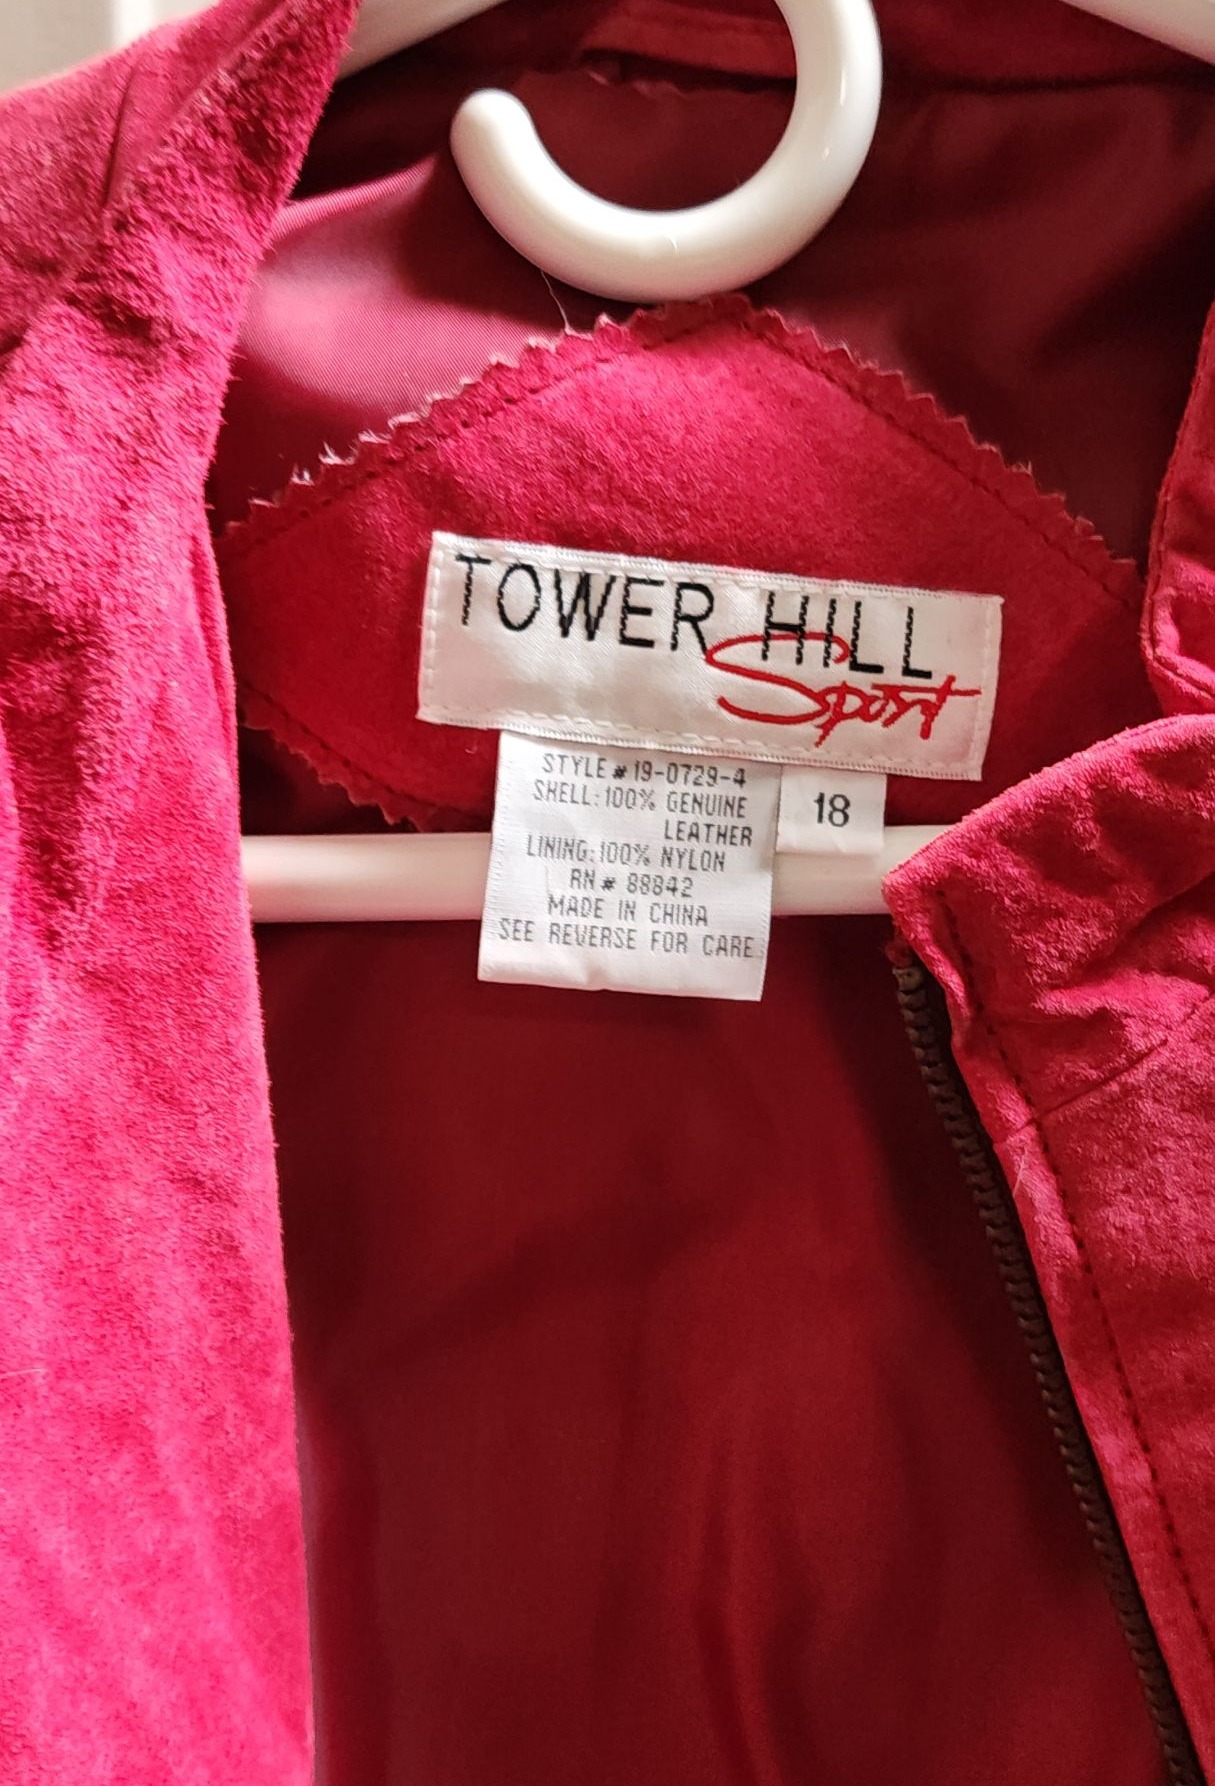 TOWER HILL
Sport
STYLE # 19-0729-4
SHELL: 100% GENUINE
LEATHER
LINING: 100% NYLON
RN # 88842
MADE IN CHINA
SEE REVERSE FOR CARE
18